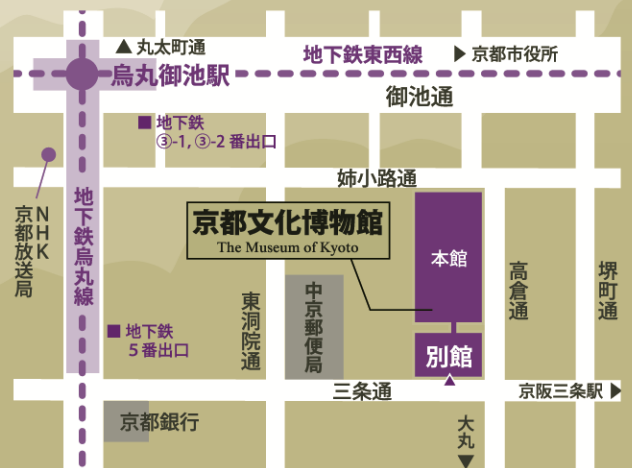 ▲丸太町通
地下鉄東西線
▶京都市役所
烏丸御池駅
御池通
■ 地下鉄
③-1, ③-2 番出口
姉小路通
NHK
京都放送局
地下鉄烏丸線
京都文化博物館
The Museum of Kyoto
本館
高倉通
堺町通
東洞院通
中京郵便局
■ 地下鉄
5番出口
別館
三条通
京阪三条駅 ▶
京都銀行
大丸
▼